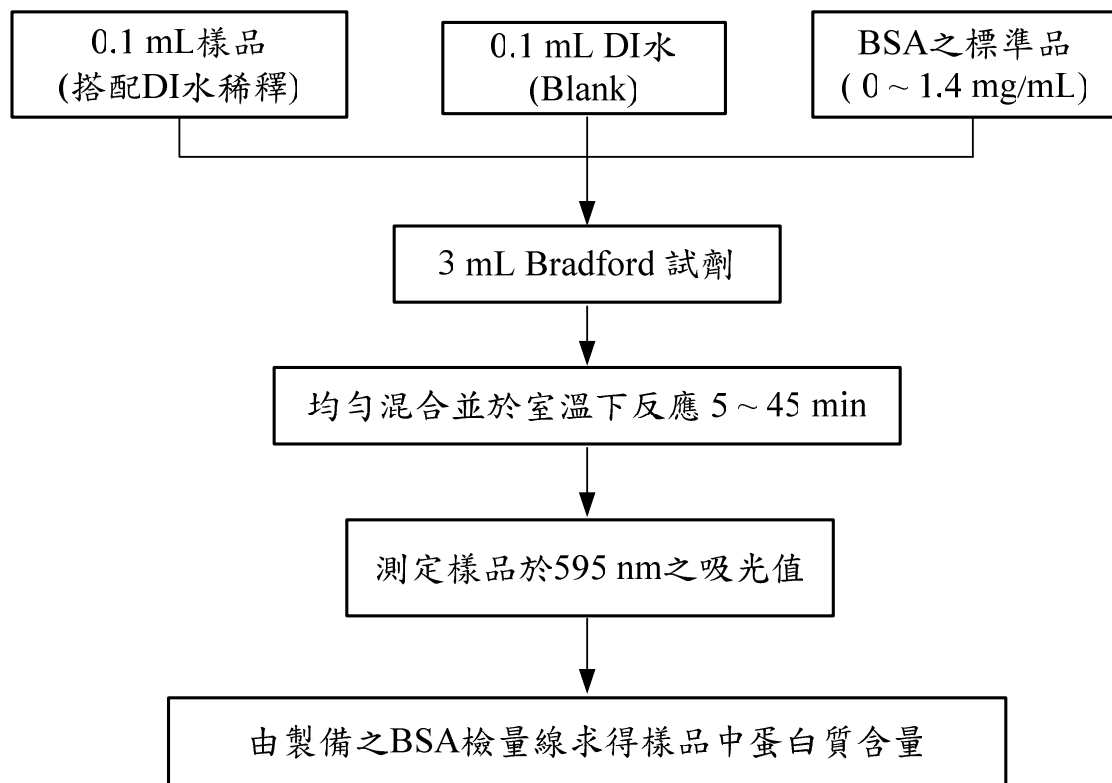 0.1 mL樣品
(搭配DI水稀釋)
0.1 mL DI水
(Blank)
BSA之標準品
( 0 ~ 1.4 mg/mL)
3 mL Bradford 試劑
均勻混合並於室溫下反應 5 ~ 45 min
測定樣品於595 nm之吸光值
由製備之BSA檢量線求得樣品中蛋白質含量